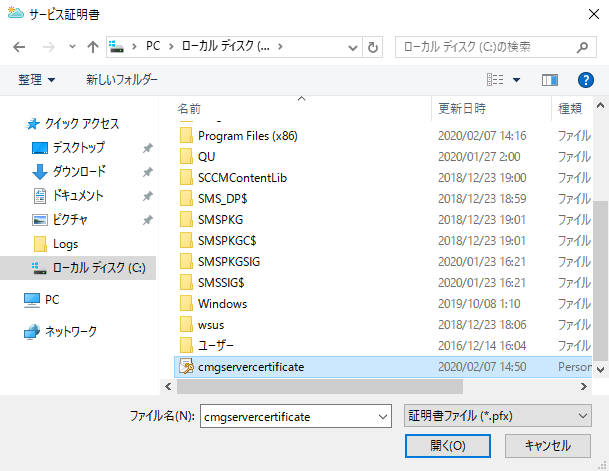 サービス証明書
PC ローカル ディスク (...
ローカル ディスク (C:)の検索
整理 新しいフォルダー
名前 更新日時 種類
クイック アクセス
デスクトップ
ダウンロード
ドキュメント
ピクチャ
Logs
ローカル ディスク (C:)
PC
ネットワーク
Program Files (x86) 2020/02/07 14:16 ファイル
QU 2020/01/27 2:00 ファイル
SCCMContentLib 2018/12/23 19:00 ファイル
SMS_DP$ 2018/12/23 18:59 ファイル
SMSPKG 2018/12/23 19:01 ファイル
SMSPKGC$ 2018/12/23 19:01 ファイル
SMSPKGSIG 2020/01/23 16:21 ファイル
SMSSIG$ 2020/01/23 16:21 ファイル
Windows 2019/10/08 1:10 ファイル
wsus 2018/12/23 18:06 ファイル
ユーザー 2016/12/14 16:04 ファイル
cmgservercertificate 2020/02/07 14:50 Person
ファイル名(N): cmgservercertificate 証明書ファイル (*.pfx)
開く(O) キャンセル